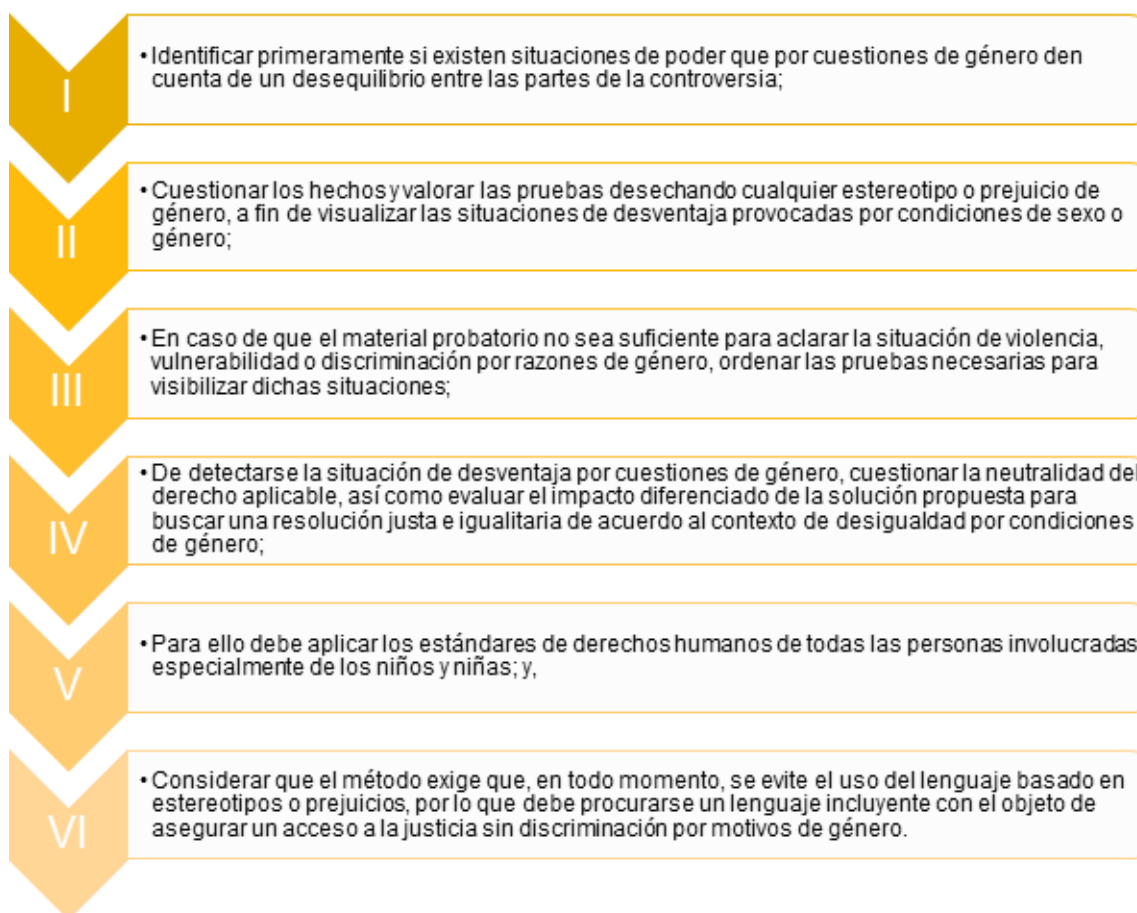 I
• Identificar primeramente si existen situaciones de poder que por cuestiones de género den
cuenta de un desequilibrio entre las partes de la controversia;
II
• Cuestionar los hechos y valorar las pruebas desechando cualquier estereotipo o prejuicio de
género, a fin de visualizar las situaciones de desventaja provocadas por condiciones de sexo o
género;
III
• En caso de que el material probatorio no sea suficiente para aclarar la situación de violencia,
vulnerabilidad o discriminación por razones de género, ordenar las pruebas necesarias para
visibilizar dichas situaciones;
IV
• De detectarse la situación de desventaja por cuestiones de género, cuestionar la neutralidad del
derecho aplicable, así como evaluar el impacto diferenciado de la solución propuesta para
buscar una resolución justa e igualitaria de acuerdo al contexto de desigualdad por condiciones
de género;
V
• Para ello debe aplicar los estándares de derechos humanos de todas las personas involucradas
especialmente de los niños y niñas; y,
VI
• Considerar que el método exige que, en todo momento, se evite el uso del lenguaje basado en
estereotipos o prejuicios, por lo que debe procurarse un lenguaje incluyente con el objeto de
asegurar un acceso a la justicia sin discriminación por motivos de género.